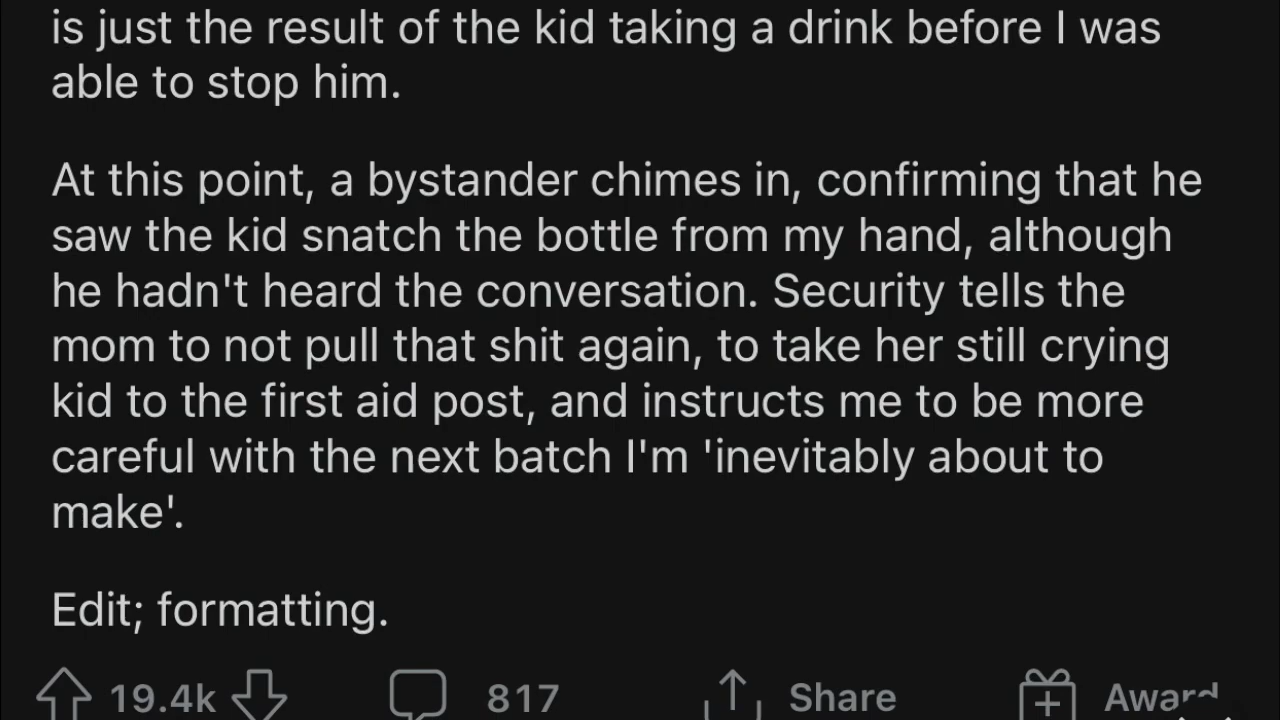 is just the result of the kid taking a drink before I was
able to stop him.
At this point, a bystander chimes in, confirming that he
saw the kid snatch the bottle from my hand, although
he hadn't heard the conversation. Security tells the
mom to not pull that shit again, to take her still crying
kid to the first aid post, and instructs me to be more
careful with the next batch I'm 'inevitably about to
make'.
Edit; formatting.
19.4k 817 Share Award